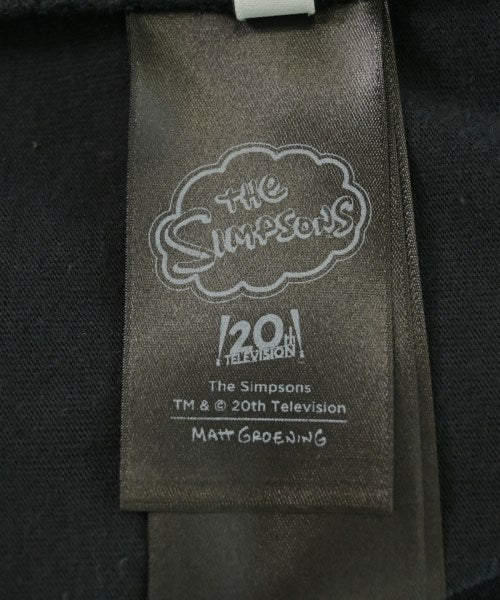 THE
SIMPSONS
20th
TELEVISION
The Simpsons
TM & © 20th Television
MATT GROENING